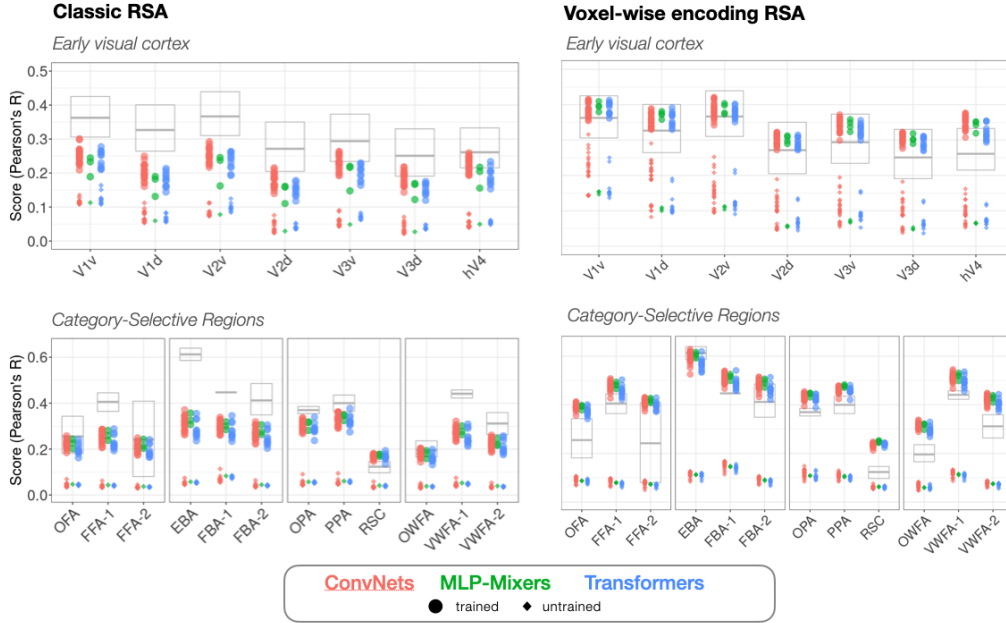 Classic RSA
Voxel-wise encoding RSA
Early visual cortex
Early visual cortex
Score (Pearson's R)
0.5
0.4
0.3
0.2
0.1
0.0
V1v V1d V2v V2d V3v V3d hV4
V1v V1d V2v V2d V3v V3d hV4
Category-Selective Regions
Category-Selective Regions
Score (Pearson's R)
0.6
0.4
0.2
0.0
OFA FFA-1 FFA-2 EBA FBA-1 FBA-2 OPA PPA RSC OWFA VWFA-1 VWFA-2
OFA FFA-1 FFA-2 EBA FBA-1 FBA-2 OPA PPA RSC OWFA VWFA-1 VWFA-2
ConvNets MLP-Mixers Transformers
trained untrained